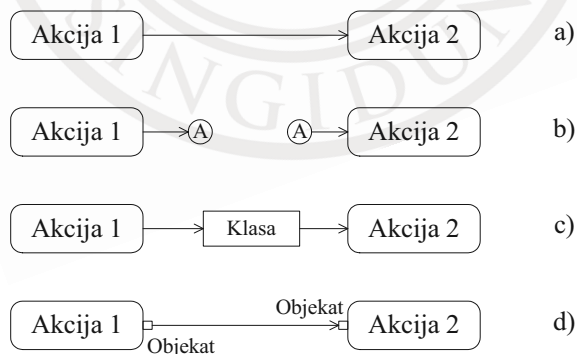 Akcija 1 Akcija 2 a)
SINGIDUN
Akcija 1 A A Akcija 2 b)
Akcija 1 Klasa Akcija 2 c)
Objekat
Akcija 1 Akcija 2 d)
Objekat